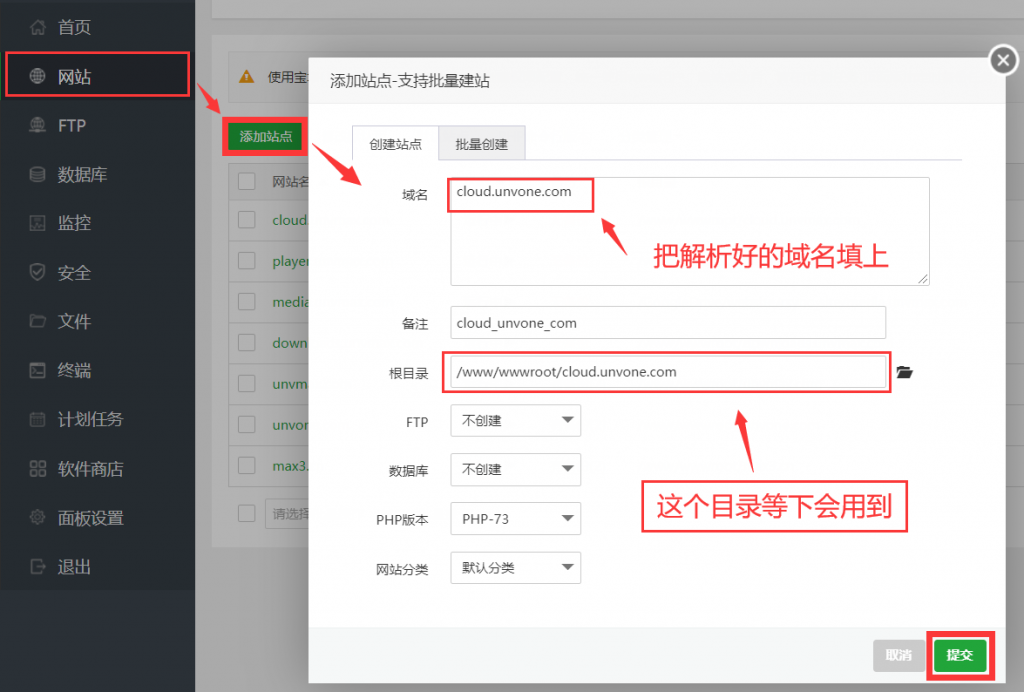 首页
网站
FTP
数据库
监控
安全
文件
终端
计划任务
软件商店
面板设置
退出
使用宝
添加站点
网站名
cloud.
player
media
down
unvm
unvor
max3.
请选择
添加站点-支持批量建站
创建站点
批量创建
域名
cloud.unvone.com
把解析好的域名填上
备注
cloud_unvone_com
根目录
/www/wwwroot/cloud.unvone.com
FTP
不创建
数据库
不创建
这个目录等下会用到
PHP版本
PHP-73
网站分类
默认分类
取消
提交